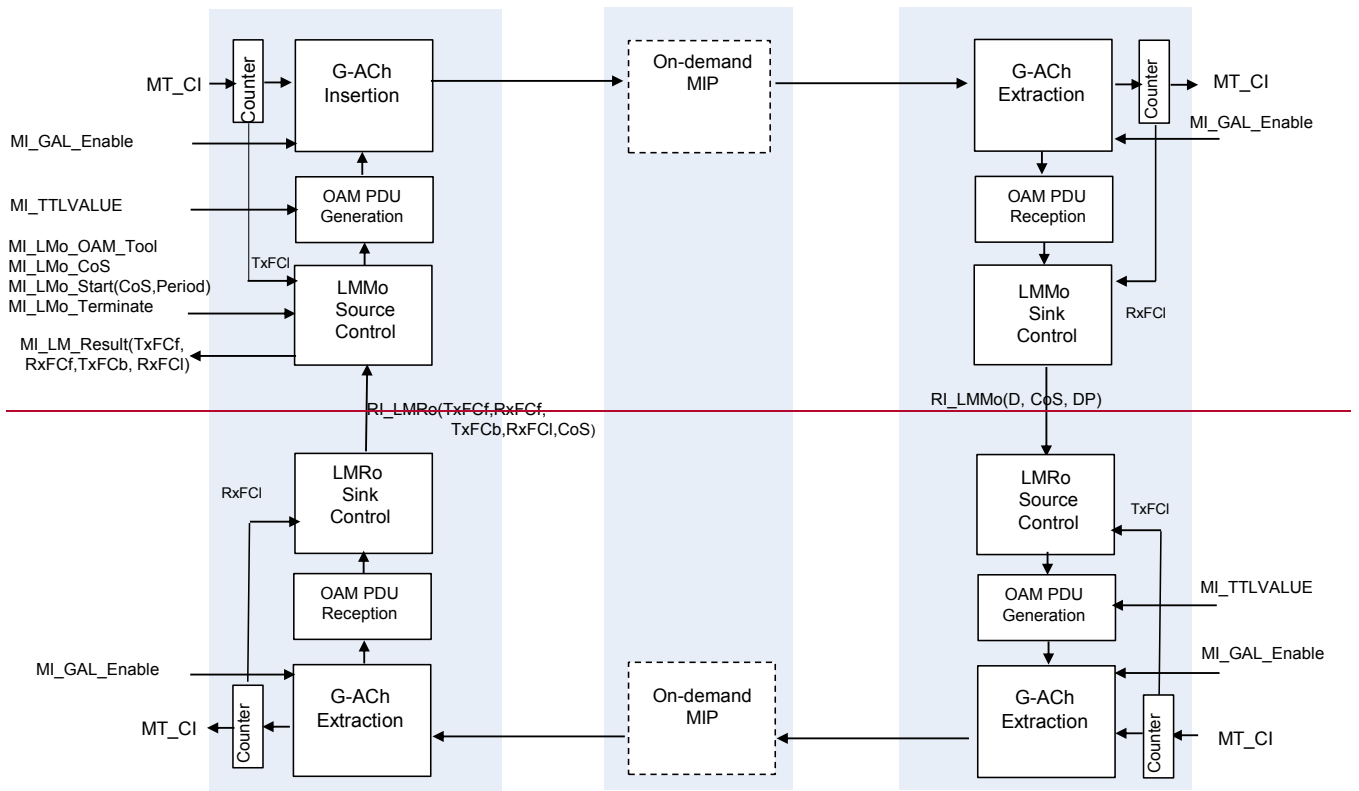 MT_CI
Counter
G-ACh
Insertion
On-demand
MIP
G-ACh
Extraction
Counter
MT_CI
MI_GAL_Enable
MI_GAL_Enable
MI_TTLVALUE
OAM PDU
Generation
OAM PDU
Reception
MI_LMo_OAM_Tool
MI_LMo_CoS
MI_LMo_Start(CoS,Period)
MI_LMo_Terminate
TxFCl
LMMo
Source
Control
LMMo
Sink
Control
RxFCl
MI_LM_Result(TxFCf,
RxFCf,TxFCb, RxFCl)
RI_LMRo(TxFCf,RxFCf,
TxFCb,RxFCl,CoS)
RI_LMMo(D, CoS, DP)
RxFCl
LMRo
Sink
Control
LMRo
Source
Control
TxFCl
OAM PDU
Reception
OAM PDU
Generation
MI_TTLVALUE
MI_GAL_Enable
MI_GAL_Enable
MT_CI
Counter
G-ACh
Extraction
On-demand
MIP
G-ACh
Extraction
Counter
MT_CI